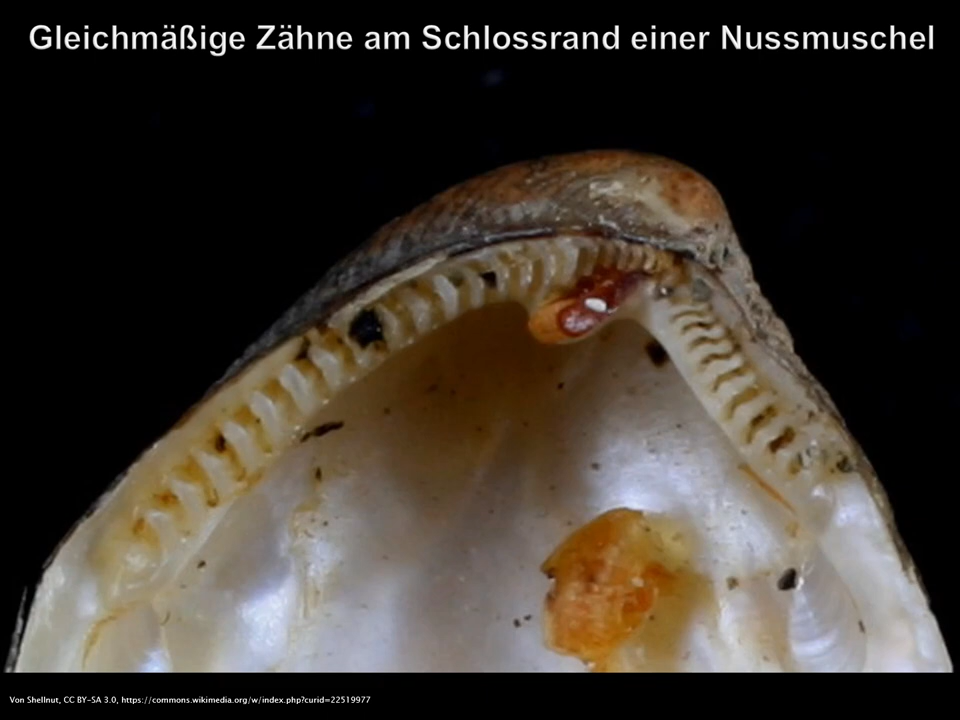 Gleichmäßige Zähne am Schlossrand einer Nussmuschel
Von Shellnut, CC BY-SA 3.0, https://commons.wikimedia.org/w/index.php?curid=22519977